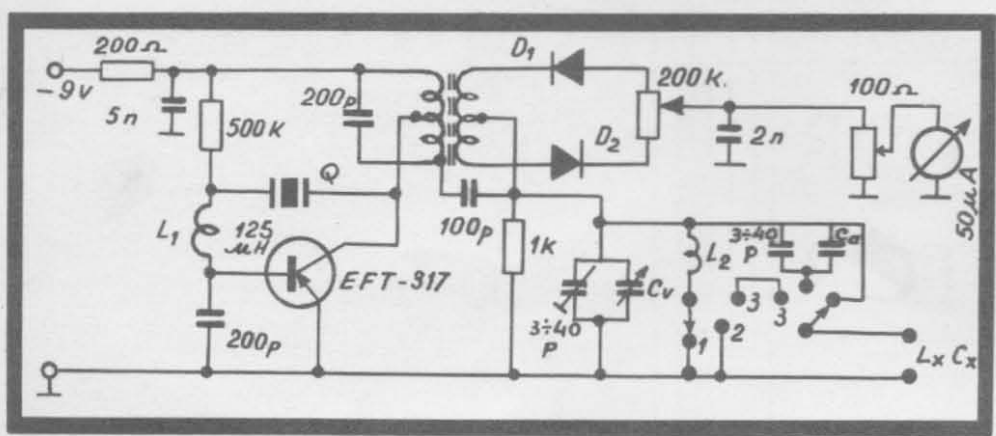 200Ω
-9v
5n
500K
200p
D1
D2
200K.
2n
100Ω
50μA
Q
L1
125
μH
EFT-317
200p
100p
1k
3÷40
p
Cv
L2
3÷40
p
Ca
3
3
1
2
Lx Cx